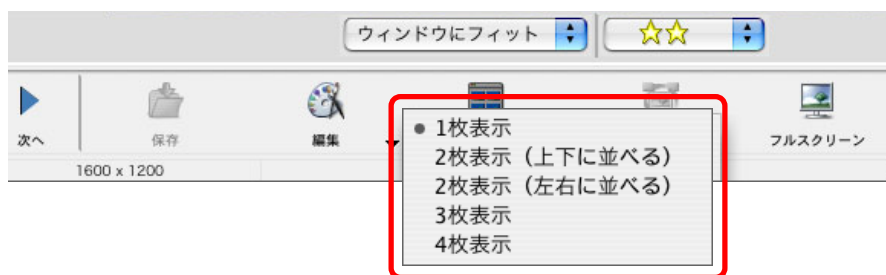 ウィンドウにフィット
次へ
保存
編集
フルスクリーン
1600 x 1200
1枚表示
2枚表示（上下に並べる）
2枚表示（左右に並べる）
3枚表示
4枚表示